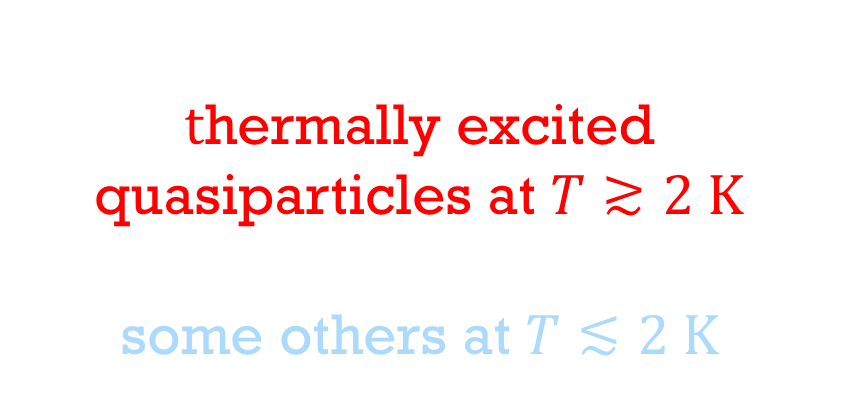 thermally excited
quasiparticles at 𝑇 ≳ 2 K
some others at 𝑇 ≲ 2 K